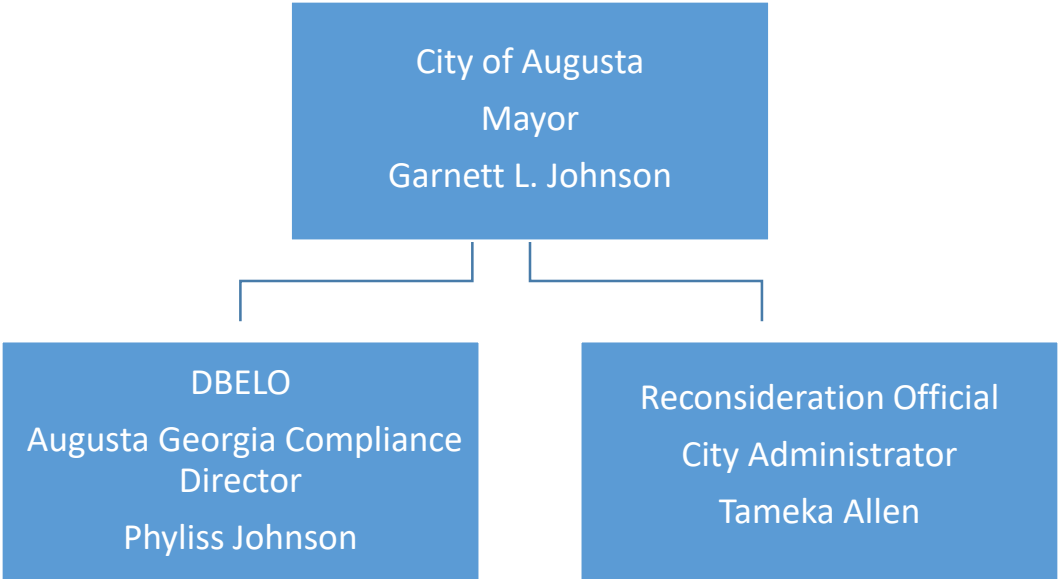 City of Augusta
Mayor
Garnett L. Johnson
DBELO
Augusta Georgia Compliance
Director
Phyliss Johnson
Reconsideration Official
City Administrator
Tameka Allen